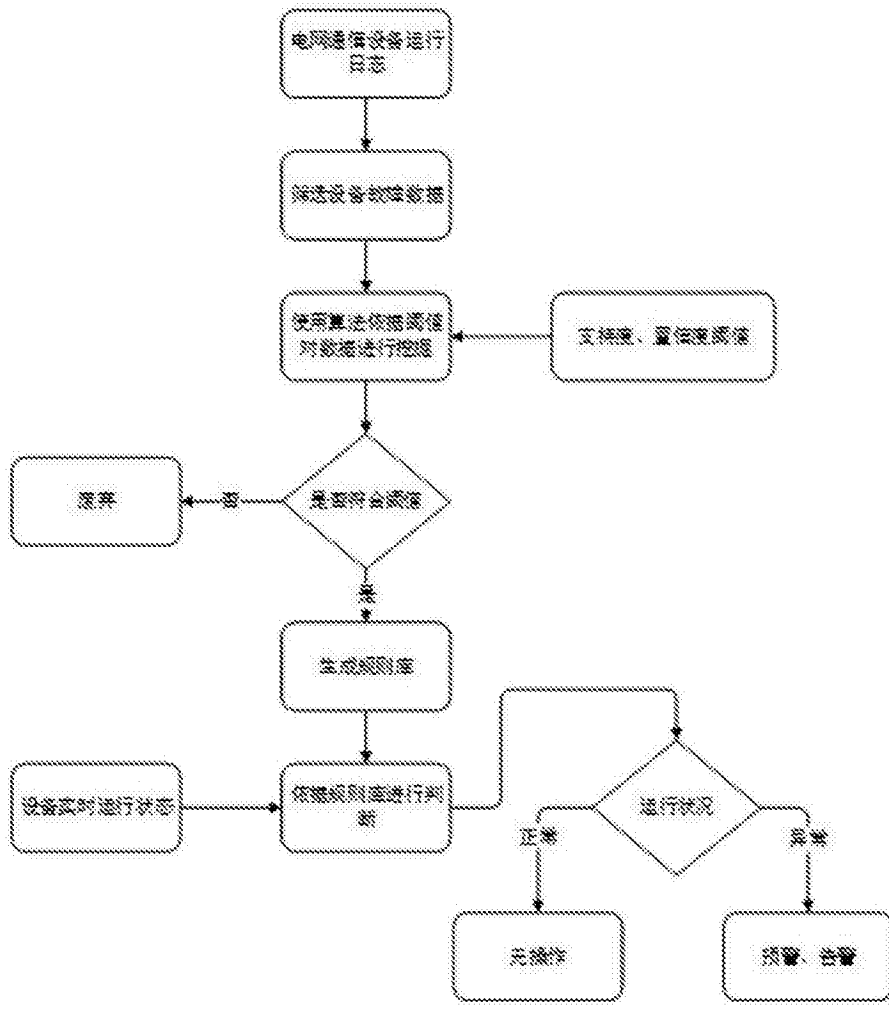 电网通信设备运行
日志
筛选设备故障数据
使用算法依据阈值
对数据进行挖掘
支持度、置信度阈值
是否符合阈值
否
废弃
是
生成规则库
设备实时运行状态
依据规则库进行判
断
运行状况
正常
异常
无操作
预警、告警